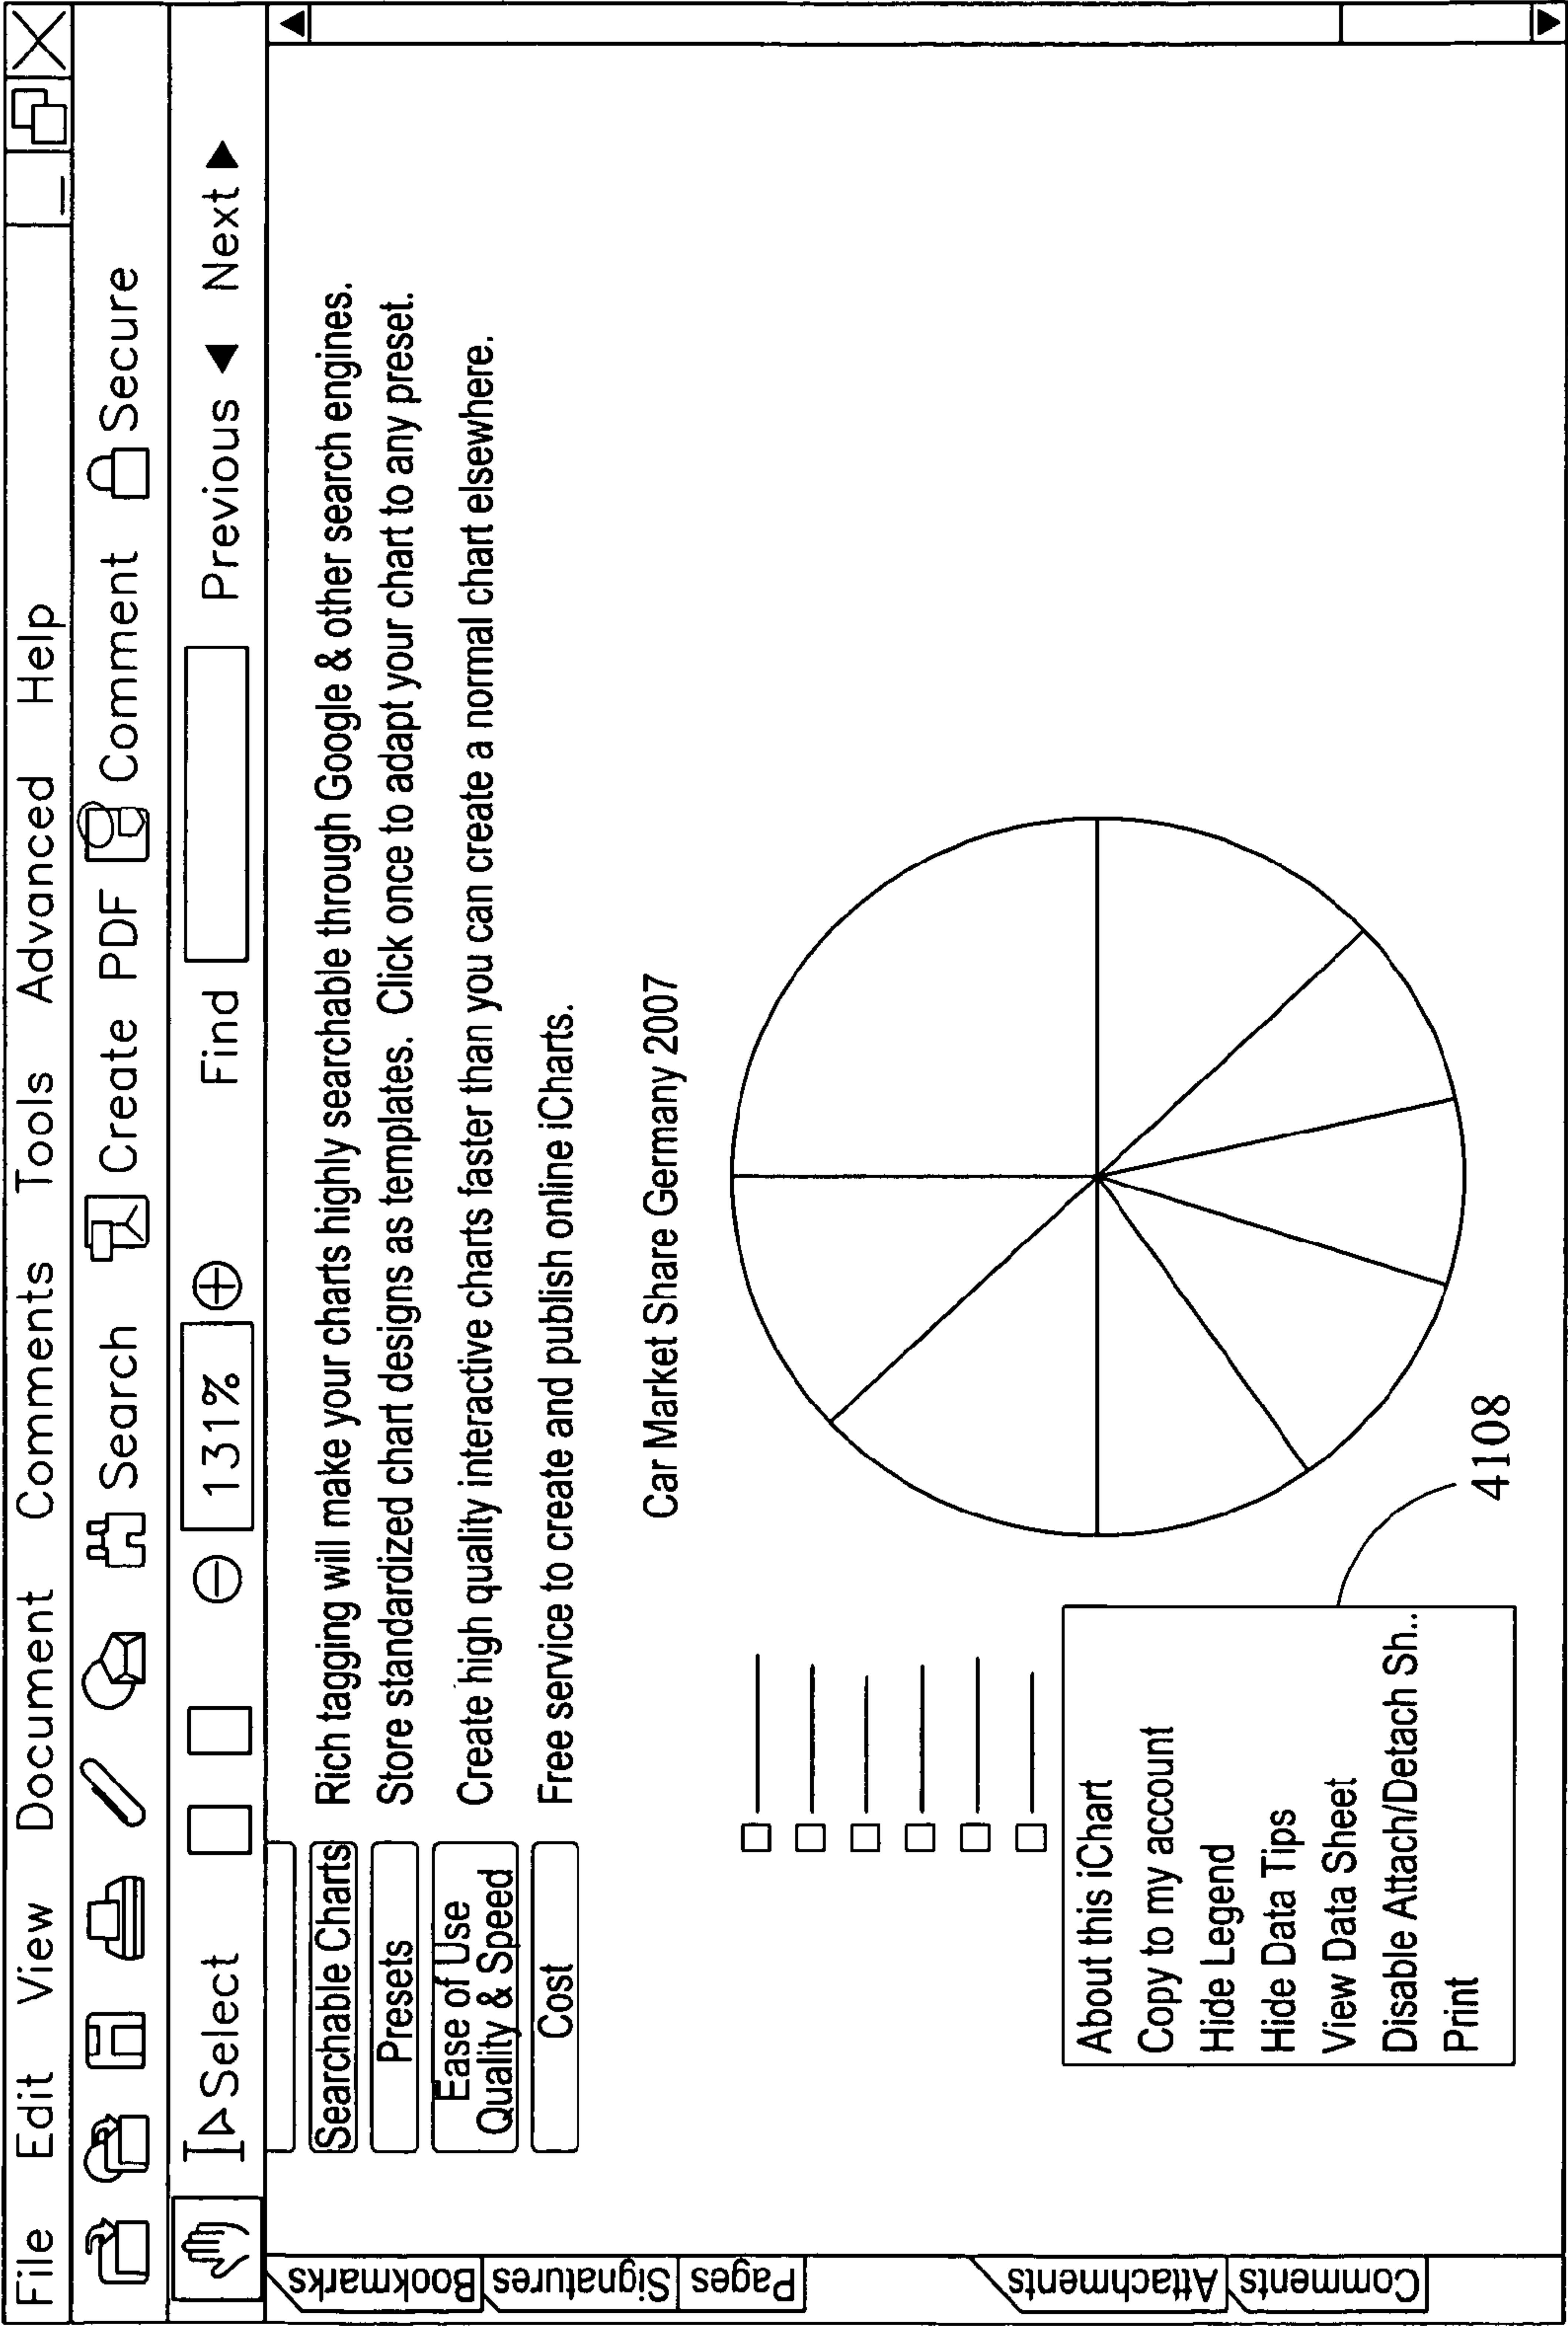 File Edit View Document Comments Tools Advanced Help
Search Create PDF Comment Secure
Select 131% Find Previous Next
Searchable Charts Rich tagging will make your charts highly searchable through Google & other search engines.
Presets Store standardized chart designs as templates. Click once to adapt your chart to any preset.
Ease of Use
Quality & Speed Create high quality interactive charts faster than you can create a normal chart elsewhere.
Cost Free service to create and publish online iCharts.
Bookmarks
Signatures
Pages
Attachments
Comments
Car Market Share Germany 2007
About this iChart
Copy to my account
Hide Legend
Hide Data Tips
View Data Sheet
Disable Attach/Detach Sh..
Print
4108